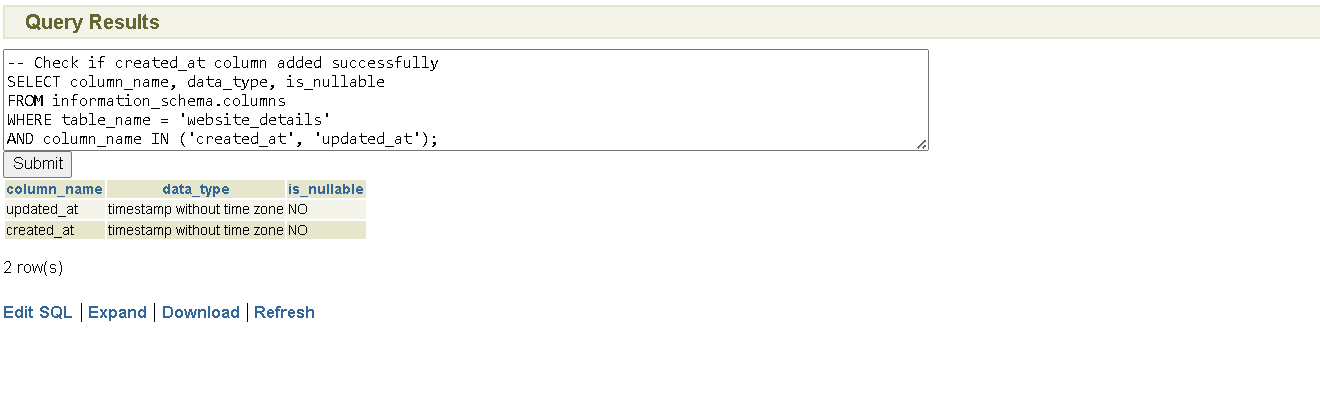 Query Results
-- Check if created_at column added successfully
SELECT column_name, data_type, is_nullable
FROM information_schema.columns
WHERE table_name = 'website_details'
AND column_name IN ('created_at', 'updated_at');
Submit
column_name data_type is_nullable
updated_at timestamp without time zone NO
created_at timestamp without time zone NO
2 row(s)
Edit SQL | Expand | Download | Refresh